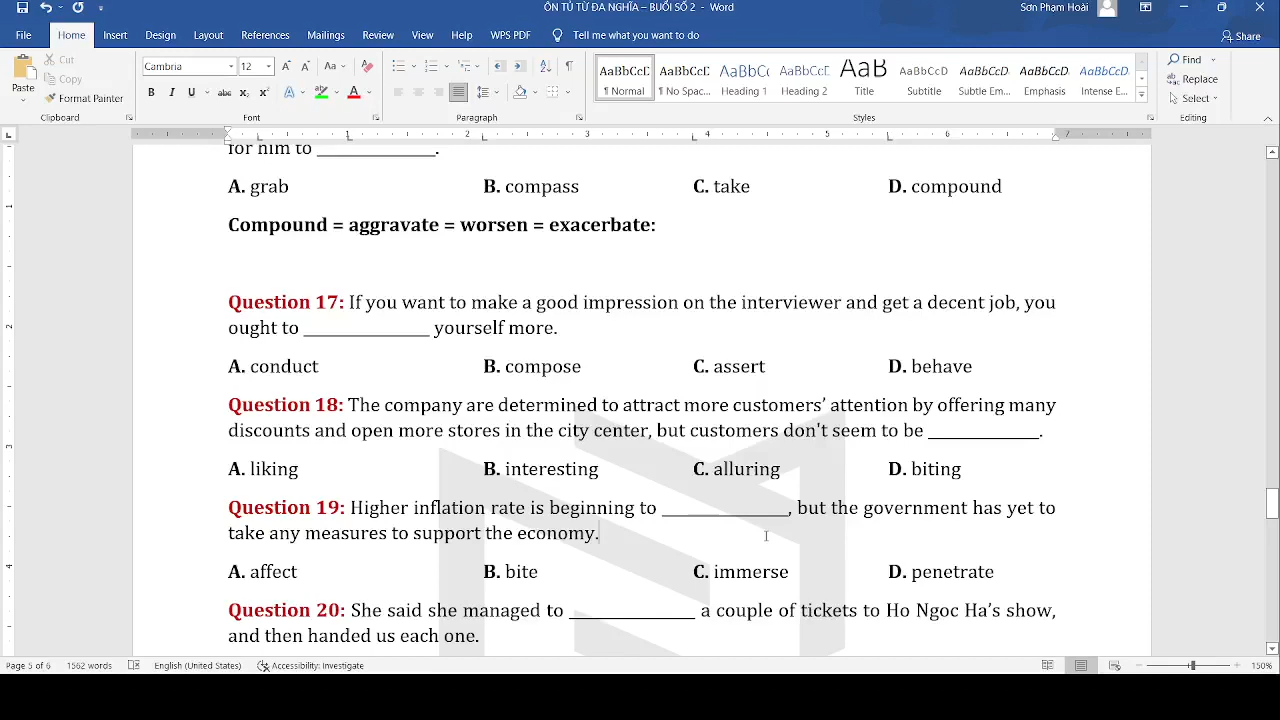 ÔN TỪ TỪ ĐA NGHĨA – BUỔI SỐ 2 - Word
Sơn Phạm Hoài
File Home Insert Design Layout References Mailings Review View Help WPS PDF Tell me what you want to do Share
Paste
Cut
Copy
Format Painter
Cambria 12
AaBbCcD AaBbCcD AaBbC( AaBbCcD AaB AaBbCcD AaBbCcD AaBbCcD AaBbCcD
¶ Normal ¶ No Spac... Heading 1 Heading 2 Title Subtitle Subtle Em... Emphasis Intense E...
Find
Replace
Select
Clipboard Font Paragraph Styles Editing
for him to ______________.
A. grab B. compass C. take D. compound
Compound = aggravate = worsen = exacerbate:
Question 17: If you want to make a good impression on the interviewer and get a decent job, you
ought to _______________ yourself more.
A. conduct B. compose C. assert D. behave
Question 18: The company are determined to attract more customers’ attention by offering many
discounts and open more stores in the city center, but customers don't seem to be _____________.
A. liking B. interesting C. alluring D. biting
Question 19: Higher inflation rate is beginning to _______________, but the government has yet to
take any measures to support the economy.
A. affect B. bite C. immerse D. penetrate
Question 20: She said she managed to _______________ a couple of tickets to Ho Ngoc Ha’s show,
and then handed us each one.
Page 5 of 6 1562 words English (United States) Accessibility: Investigate 150%